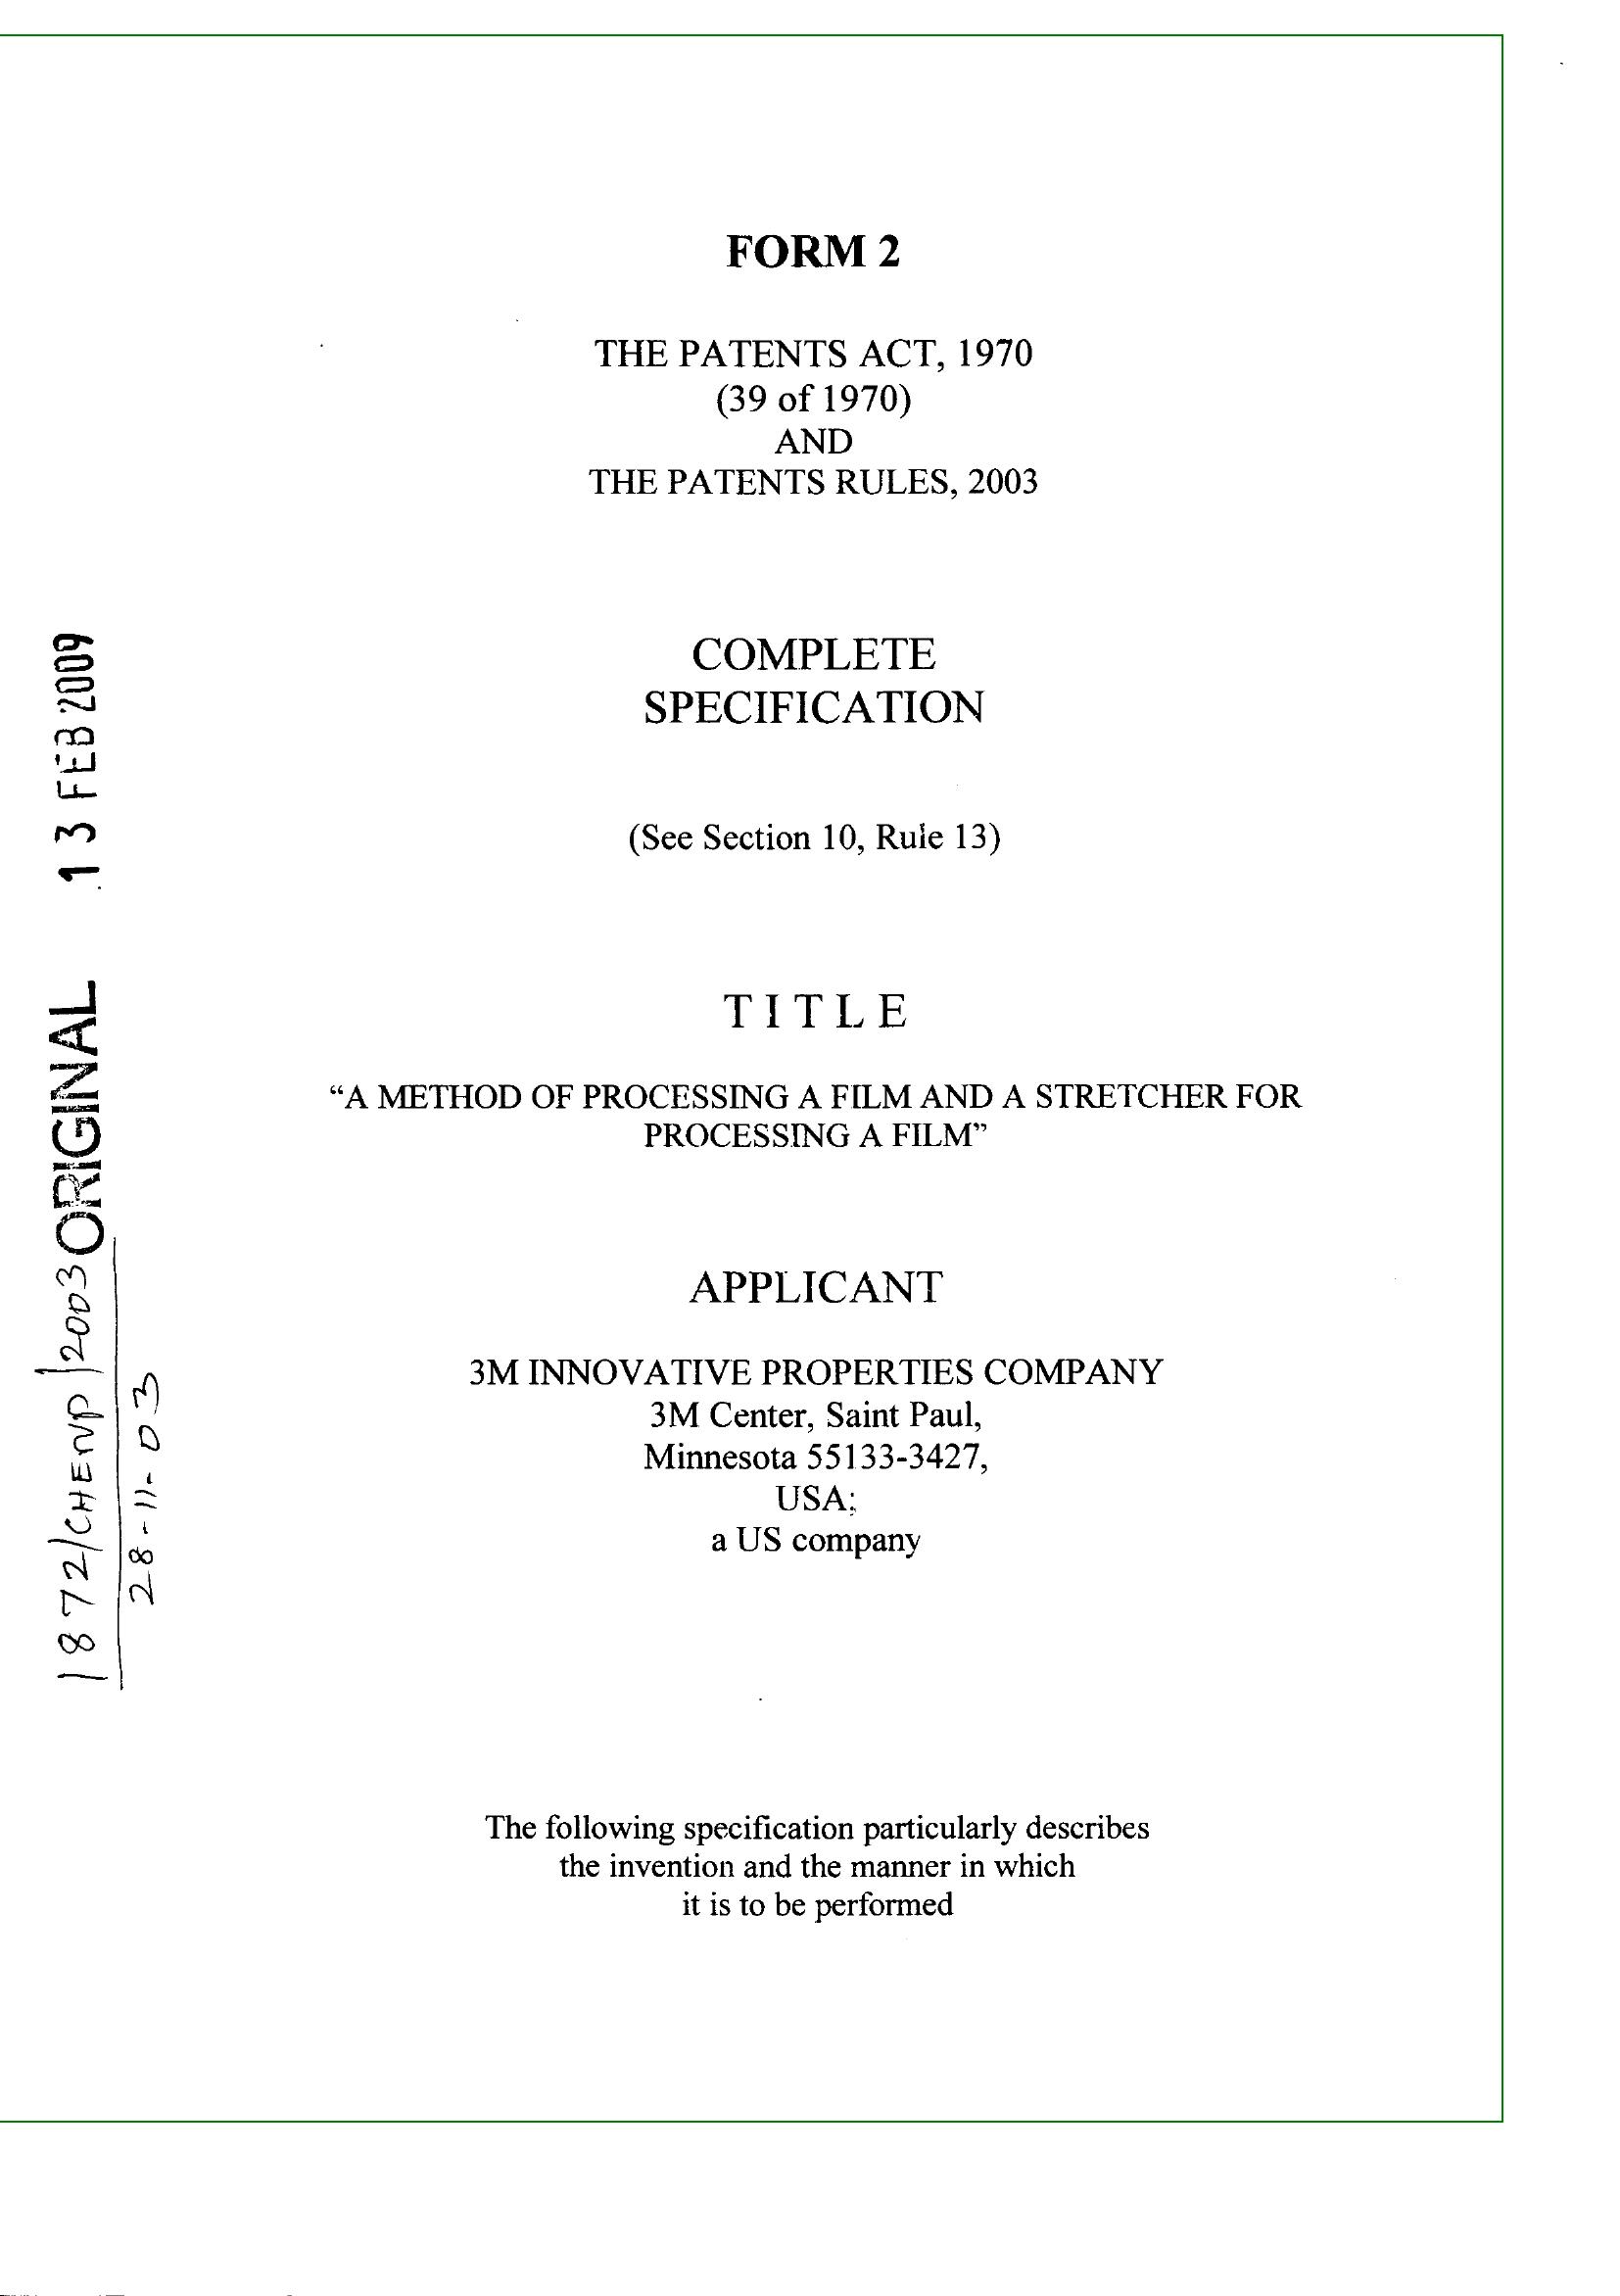 FORM 2
THE PATENTS ACT, 1970
(39 of 1970)
AND
THE PATENTS RULES, 2003
COMPLETE
SPECIFICATION
(See Section 10, Rule 13)
T I T L E
“A METHOD OF PROCESSING A FILM AND A STRETCHER FOR
PROCESSING A FILM”
APPLICANT
3M INNOVATIVE PROPERTIES COMPANY
3M Center, Saint Paul,
Minnesota 55133-3427,
USA;
a US company
The following specification particularly describes
the invention and the manner in which
it is to be performed
1872/CHENP/2003 ORIGINAL 13 FEB 2009
28-11-03